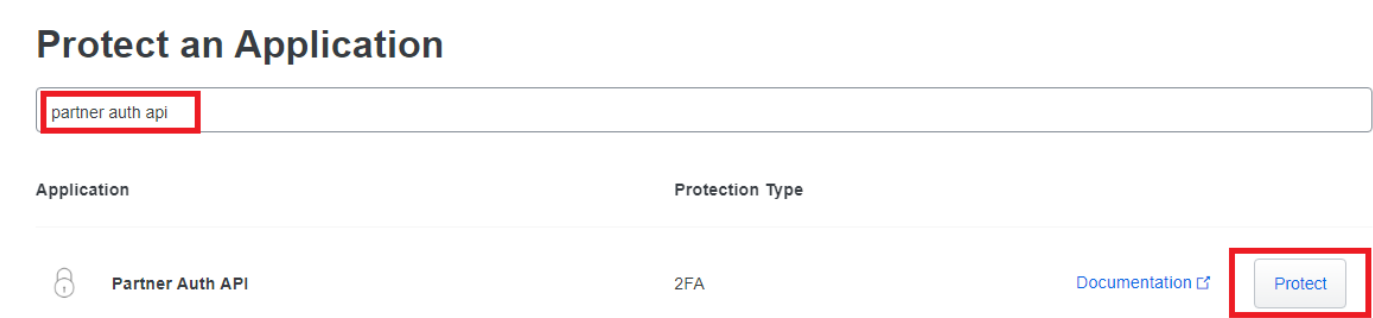 Protect an Application
partner auth api
Application Protection Type
Partner Auth API 2FA Documentation Protect